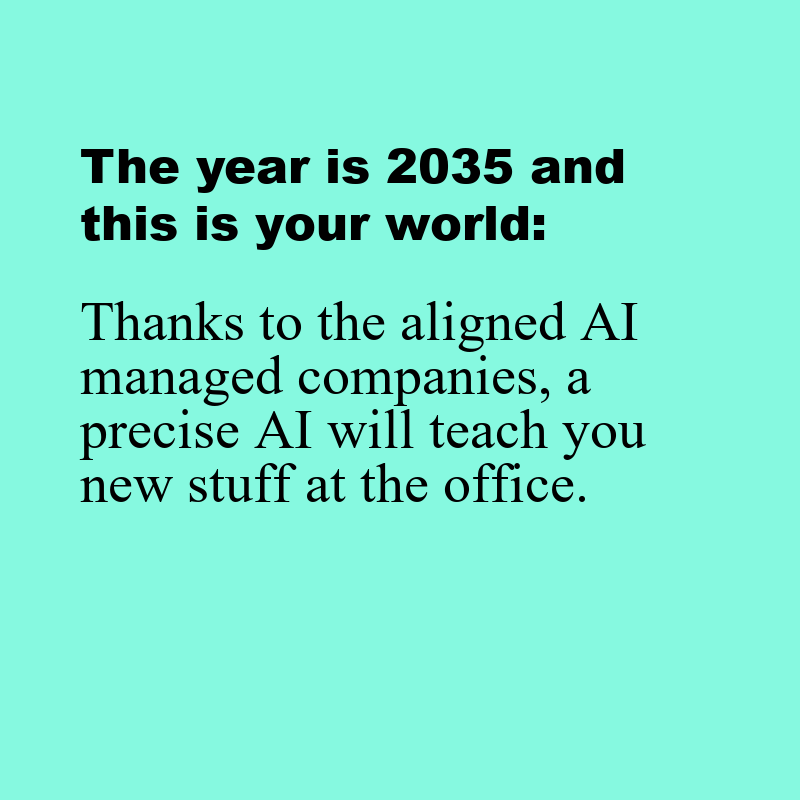 The year is 2035 and
this is your world:
Thanks to the aligned AI
managed companies, a
precise AI will teach you
new stuff at the office.